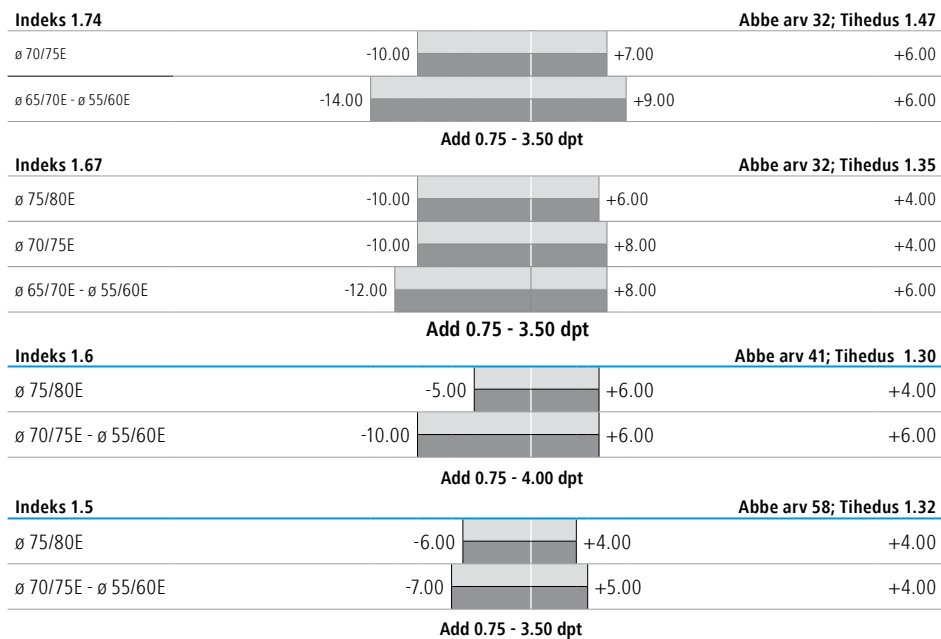 Indeks 1.74 Abbe arv 32; Tihedus 1.47
ø 70/75E -10.00 +7.00 +6.00
ø 65/70E - ø 55/60E -14.00 +9.00 +6.00
Add 0.75 - 3.50 dpt
Indeks 1.67 Abbe arv 32; Tihedus 1.35
ø 75/80E -10.00 +6.00 +4.00
ø 70/75E -10.00 +8.00 +4.00
ø 65/70E - ø 55/60E -12.00 +8.00 +6.00
Add 0.75 - 3.50 dpt
Indeks 1.6 Abbe arv 41; Tihedus 1.30
ø 75/80E -5.00 +6.00 +4.00
ø 70/75E - ø 55/60E -10.00 +6.00 +6.00
Add 0.75 - 4.00 dpt
Indeks 1.5 Abbe arv 58; Tihedus 1.32
ø 75/80E -6.00 +4.00 +4.00
ø 70/75E - ø 55/60E -7.00 +5.00 +4.00
Add 0.75 - 3.50 dpt